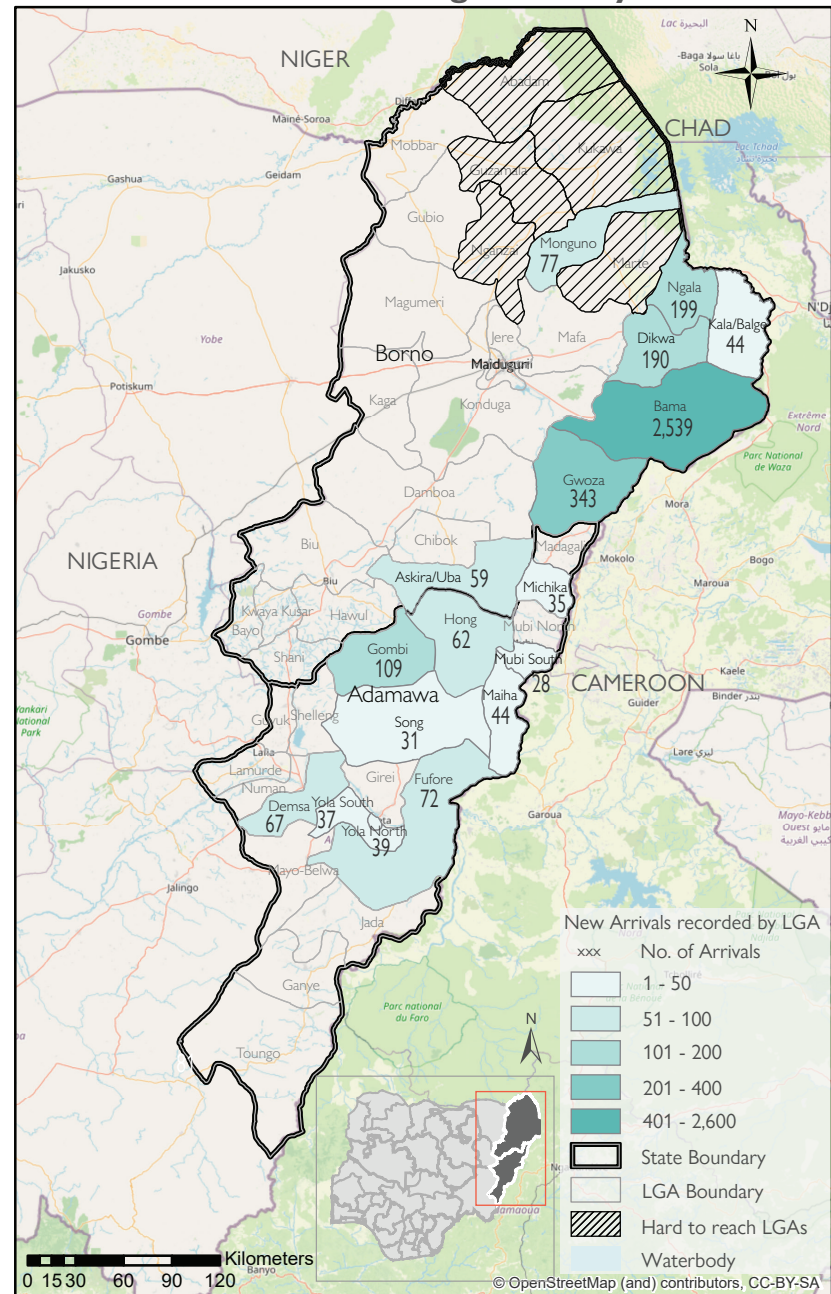 NIGER
N
CHAD
Lac Tchad
Mainé-Soroa
Abadam
Mobbar
Kukawa
Gashua
Geidam
Guzamala
Gubio
Nganzai
Monguno
77
Marte
Jakusko
Ngala
199
Magumeri
Kala/Balge
44
N'Dj
Jere
Mafa
Borno
Dikwa
190
Yobe
Maiduguri
Potiskum
Kaga
Konduga
Bama
2,539
Extrême
Nord
Parc National
de Waza
Gwoza
343
Damboa
Mora
Biu
Chibok
Madagali
Mokolo
Bogo
NIGERIA
Biu
Askira/Uba 59
Michika
35
Maroua
Gombe
Gombe
Kwaya Kusar
Hawul
Bayo
Hong
62
Mubi North
Shani
Gombi
109
Mubi South
28
CAMEROON
Kaele
Binder بندر
Guider
Yankari
National
Park
Adamawa
Maiha
44
Guyuk
Shelleng
Song
31
Lalla
Lamurde
Girei
Fufore
72
Numan
Demsa
67
Yola South
37
Yola North
39
Garoua
Mayo-Belwa
Jalingo
Jada
Ganye
Toungo
Parc national
du Faro
N
New Arrivals recorded by LGA
xxx No. of Arrivals
1 - 50
51 - 100
101 - 200
201 - 400
401 - 2,600
State Boundary
LGA Boundary
Hard to reach LGAs
Waterbody
Kilometers
0 15 30 60 90 120
Banyo
© OpenStreetMap (and) contributors, CC-BY-SA